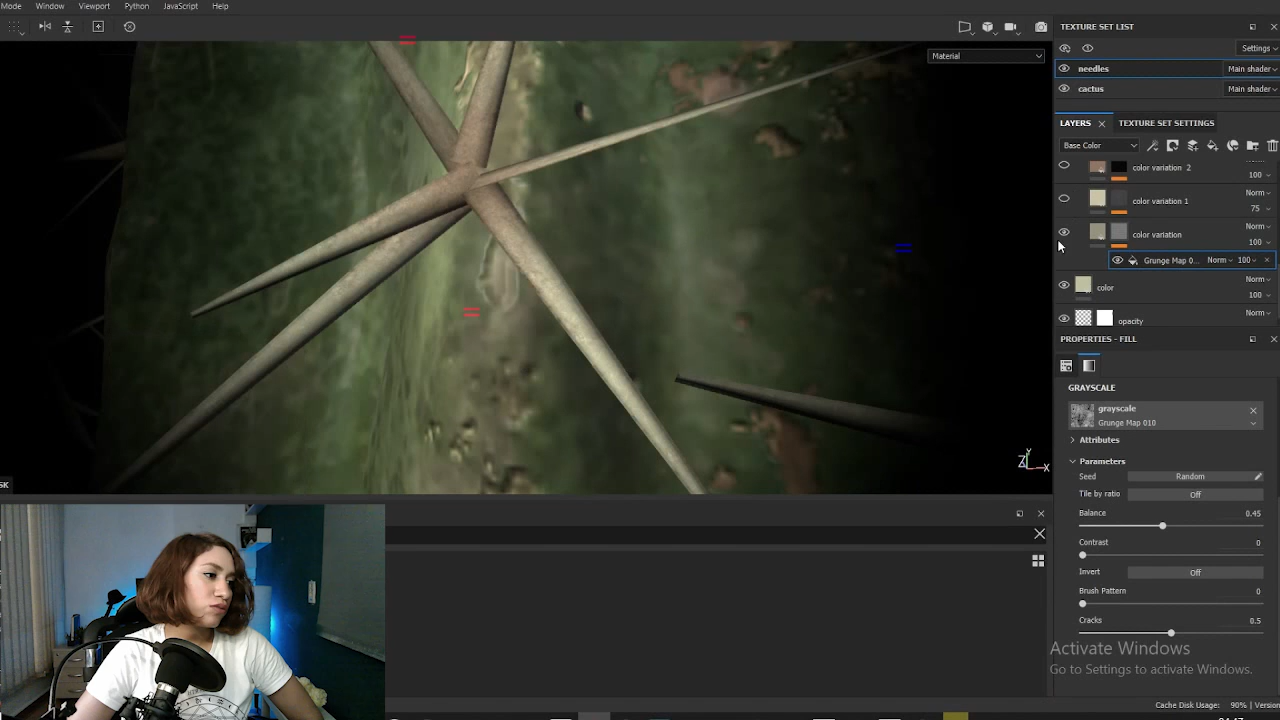 Mode Window Viewport Python JavaScript Help
Material
Y
Z X
SK
TEXTURE SET LIST
Settings
needles Main shader
cactus Main shader
LAYERS TEXTURE SET SETTINGS
Base Color
color variation 2 100
color variation 1 Norm 75
color variation Norm 100
Grunge Map 0... Norm 100
color Norm 100
opacity Norm
PROPERTIES - FILL
GRAYSCALE
grayscale
Grunge Map 010
Attributes
Parameters
Seed Random
Tile by ratio Off
Balance 0.45
Contrast 0
Invert Off
Brush Pattern 0
Cracks 0.5
Activate Windows
Go to Settings to activate Windows.
Cache Disk Usage: 90% | Version